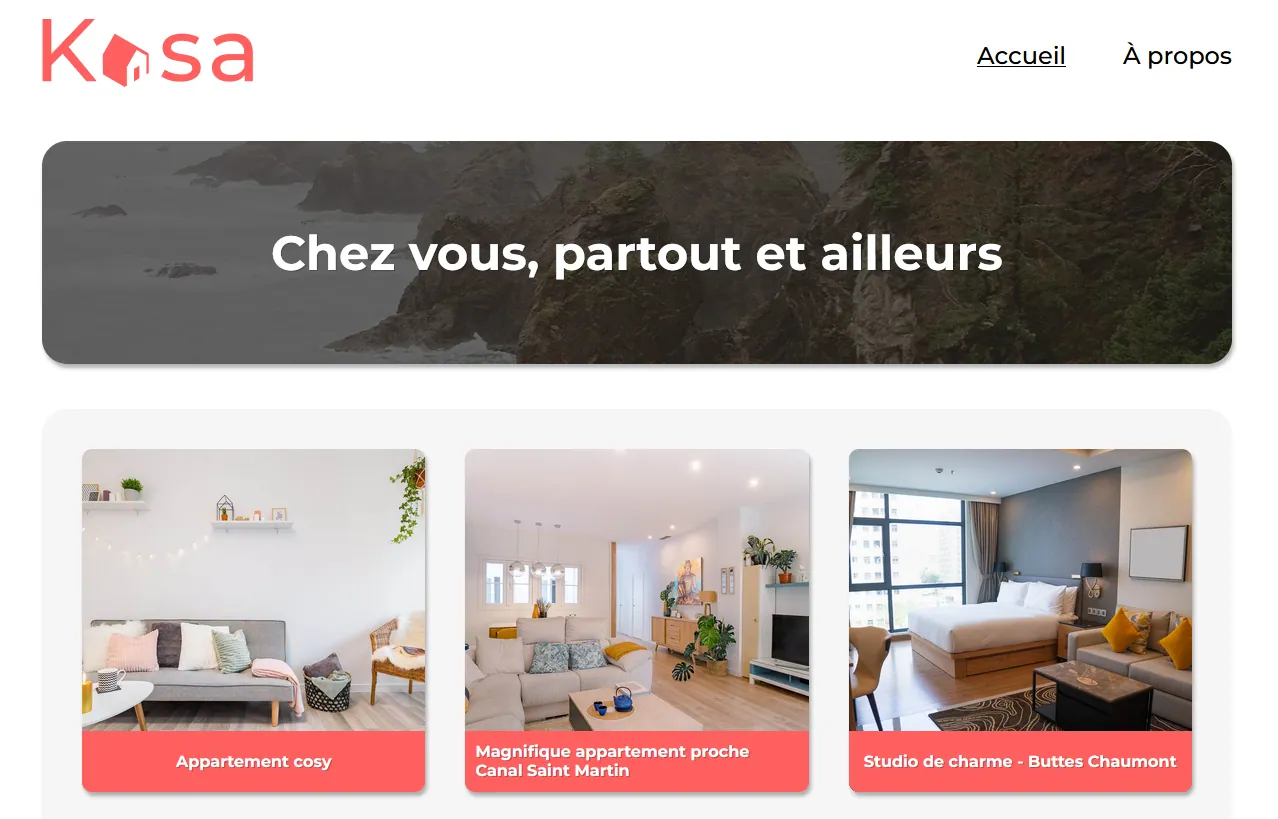 Kasa
Accueil
À propos
Chez vous, partout et ailleurs
Appartement cosy
Magnifique appartement proche
Canal Saint Martin
Studio de charme - Buttes Chaumont